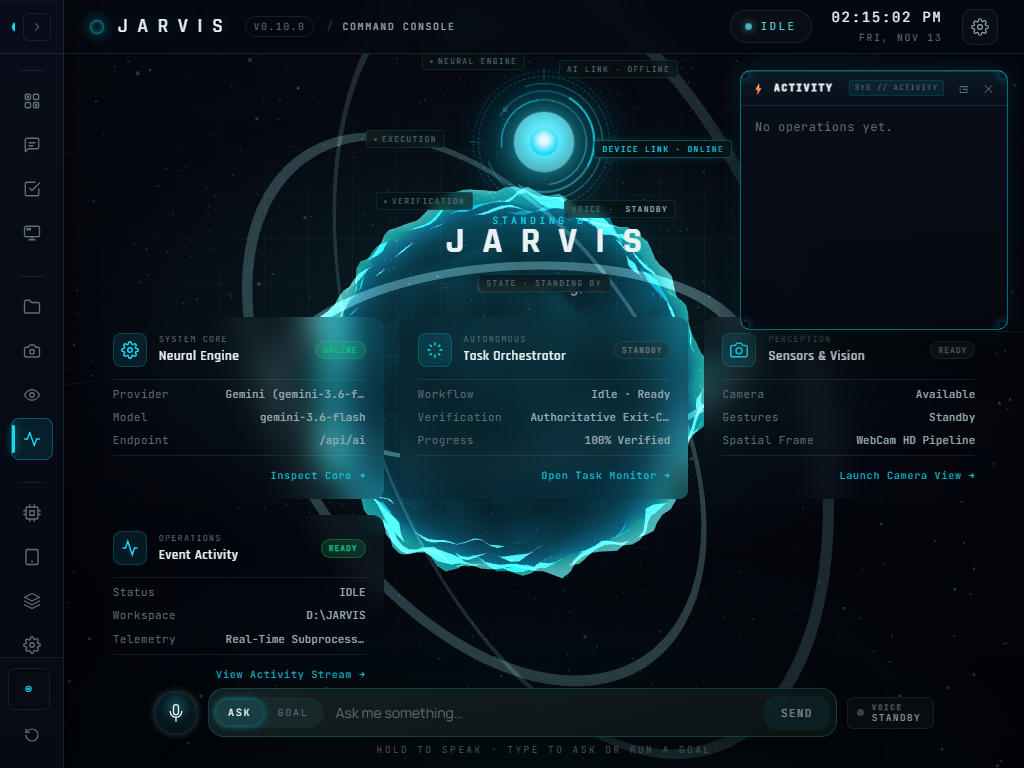 JARVIS V0.10.8 / COMMAND CONSOLE
IDLE
02:15:02 PM
FRI, NOV 13
NEURAL ENGINE
AI LINK · OFFLINE
EXECUTION
DEVICE LINK · ONLINE
VERIFICATION
VOICE · STANDBY
STANDING B
JARVIS
STATE · STANDING BY
ACTIVITY
SYS // ACTIVITY
No operations yet.
SYSTEM CORE
Neural Engine
ONLINE
Provider Gemini (gemini-3.6-f…
Model gemini-3.6-flash
Endpoint /api/ai
Inspect Core →
AUTONOMOUS
Task Orchestrator
STANDBY
Workflow Idle · Ready
Verification Authoritative Exit-C…
Progress 100% Verified
Open Task Monitor →
PERCEPTION
Sensors & Vision
READY
Camera Available
Gestures Standby
Spatial Frame WebCam HD Pipeline
Launch Camera View →
OPERATIONS
Event Activity
READY
Status IDLE
Workspace D:\JARVIS
Telemetry Real-Time Subprocess…
View Activity Stream →
ASK GOAL Ask me something... SEND
VOICE
STANDBY
HOLD TO SPEAK · TYPE TO ASK OR RUN A GOAL